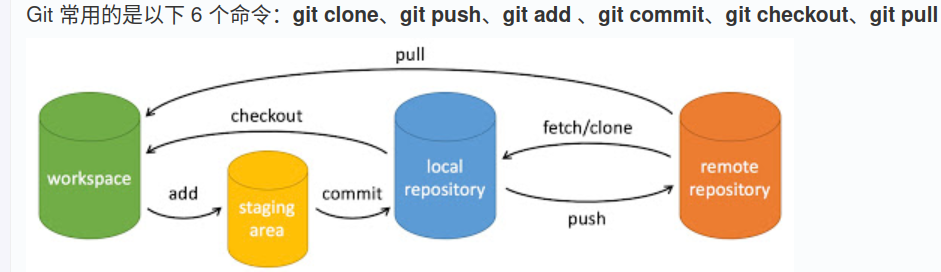 Git 常用的是以下 6 个命令：git clone、git push、git add 、git commit、git checkout、git pull
pull
checkout
fetch/clone
workspace
add
staging
area
commit
local
repository
push
remote
repository